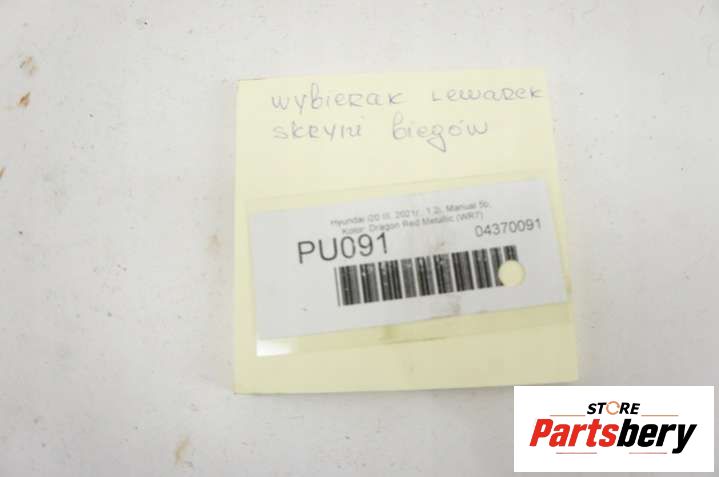 wybierak lewarek
skryni biegów
Hyundai i20 III, 2021r., 1.2i, Manual 5b,
Kolor: Dragon Red Metallic (WR7)
PU091
04370091
STORE
Partsbery